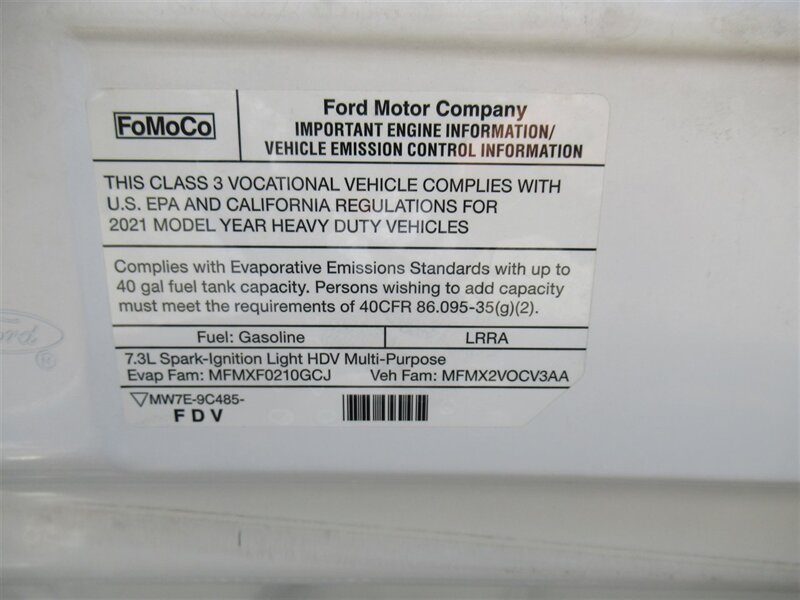 FoMoCo
Ford Motor Company
IMPORTANT ENGINE INFORMATION/
VEHICLE EMISSION CONTROL INFORMATION
THIS CLASS 3 VOCATIONAL VEHICLE COMPLIES WITH
U.S. EPA AND CALIFORNIA REGULATIONS FOR
2021 MODEL YEAR HEAVY DUTY VEHICLES
Complies with Evaporative Emissions Standards with up to
40 gal fuel tank capacity. Persons wishing to add capacity
must meet the requirements of 40CFR 86.095-35(g)(2).
Fuel: Gasoline LRRA
7.3L Spark-Ignition Light HDV Multi-Purpose
Evap Fam: MFMXF0210GCJ Veh Fam: MFMX2VOCV3AA
MW7E-9C485-
F D V
Ford ®